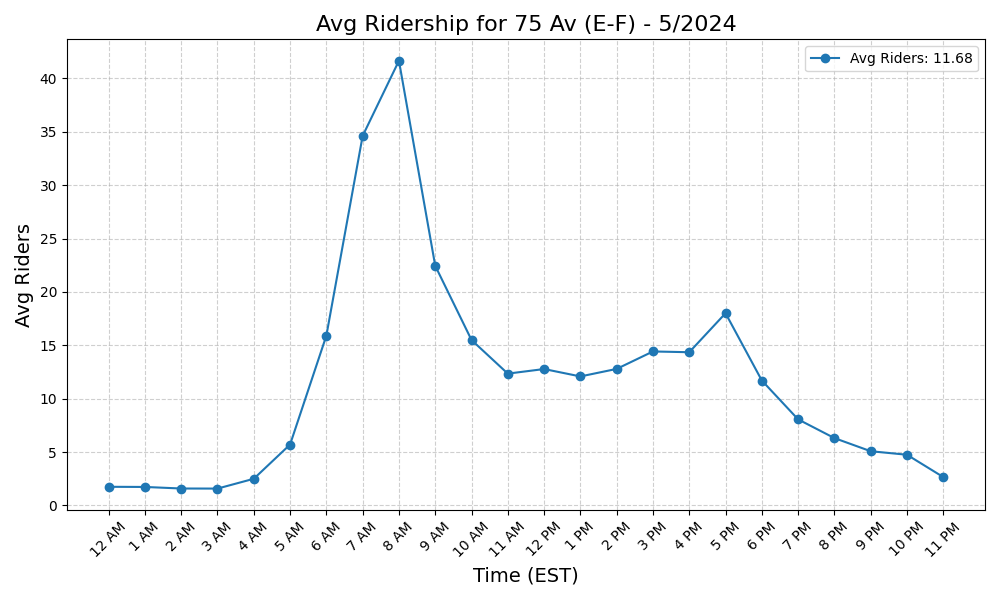 Avg Ridership for 75 Av (E-F) - 5/2024
Avg Riders: 11.68
Avg Riders
40
35
30
25
20
15
10
5
0
12 AM
1 AM
2 AM
3 AM
4 AM
5 AM
6 AM
7 AM
8 AM
9 AM
10 AM
11 AM
12 PM
1 PM
2 PM
3 PM
4 PM
5 PM
6 PM
7 PM
8 PM
9 PM
10 PM
11 PM
Time (EST)